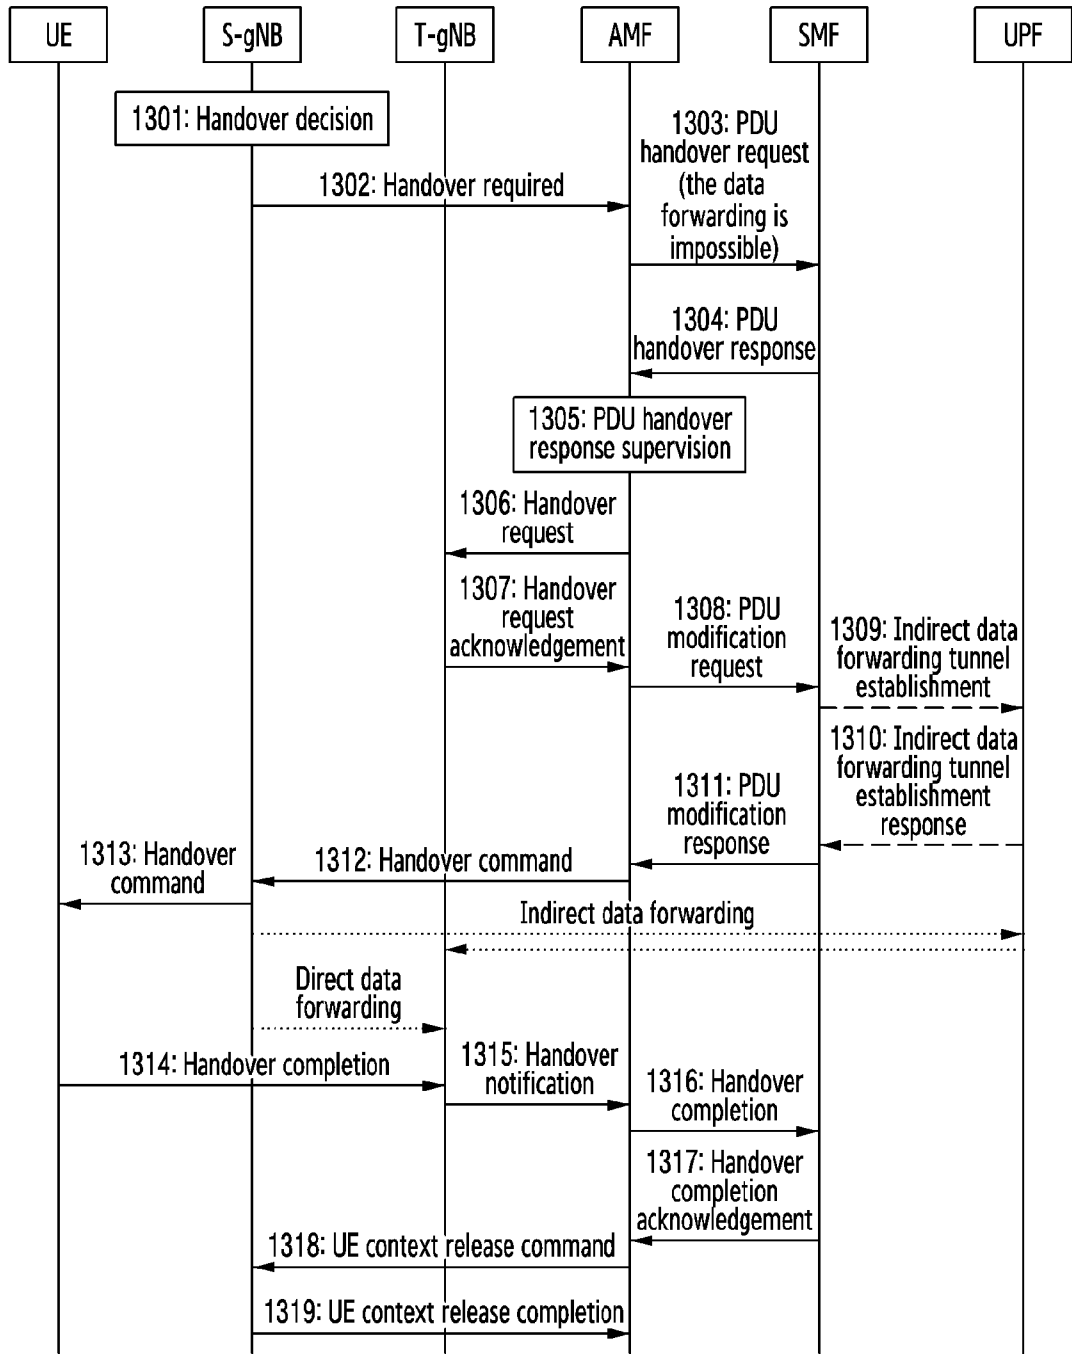 UE
S-gNB
T-gNB
AMF
SMF
UPF
1301: Handover decision
1302: Handover required
1303: PDU
handover request
(the data
forwarding is
impossible)
1304: PDU
handover response
1305: PDU handover
response supervision
1306: Handover
request
1307: Handover
request
acknowledgement
1308: PDU
modification
request
1309: Indirect data
forwarding tunnel
establishment
1310: Indirect data
forwarding tunnel
establishment
response
1311: PDU
modification
response
1312: Handover command
1313: Handover
command
Indirect data forwarding
Direct data
forwarding
1314: Handover completion
1315: Handover
notification
1316: Handover
completion
1317: Handover
completion
acknowledgement
1318: UE context release command
1319: UE context release completion